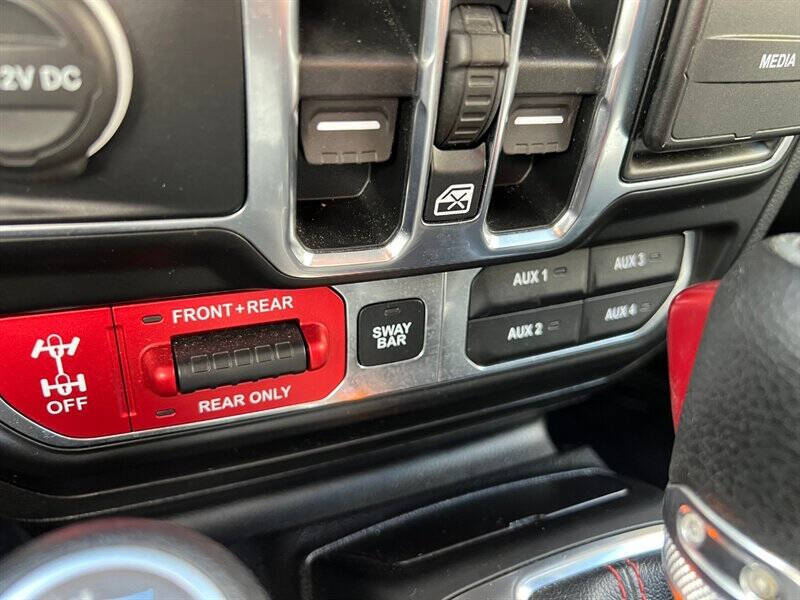 2V DC
MEDIA
AUX 1
AUX 3
AUX 2
AUX 4
FRONT+REAR
SWAY
BAR
OFF
REAR ONLY